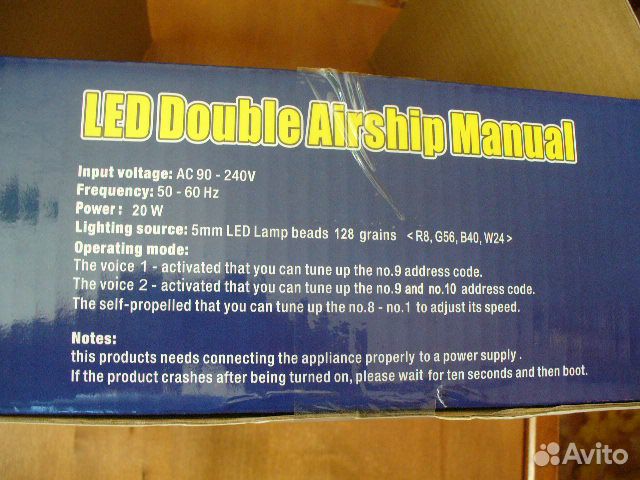 LED Double Airship Manual
Input voltage: AC 90 - 240V
Frequency: 50 - 60 Hz
Power: 20 W
Lighting source: 5mm LED Lamp beads 128 grains <R8, G56, B40, W24>
Operating mode:
The voice 1 - activated that you can tune up the no.9 address code.
The voice 2 - activated that you can tune up the no.9 and no.10 address code.
The self-propelled that you can tune up the no.8 - no.1 to adjust its speed.
Notes:
this products needs connecting the appliance properly to a power supply .
If the product crashes after being turned on, please wait for ten seconds and then boot.
Avito